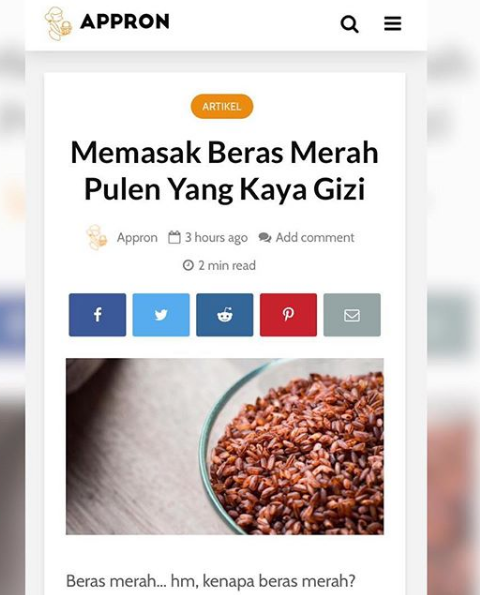 APPRON
ARTIKEL
Memasak Beras Merah
Pulen Yang Kaya Gizi
Appron 3 hours ago Add comment
2 min read
Beras merah... hm, kenapa beras merah?